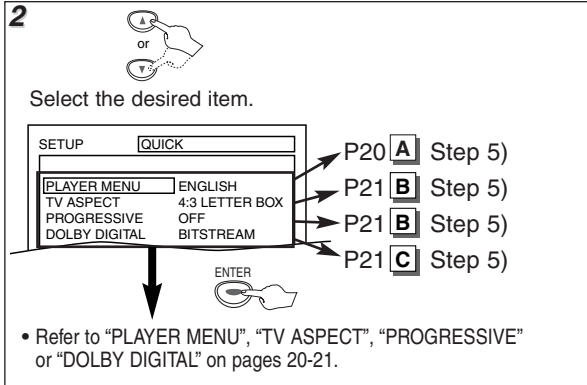 2
or
Select the desired item.
SETUP QUICK
PLAYER MENU ENGLISH
TV ASPECT 4:3 LETTER BOX
PROGRESSIVE OFF
DOLBY DIGITAL BITSTREAM
P20 A Step 5)
P21 B Step 5)
P21 B Step 5)
P21 C Step 5)
ENTER
• Refer to “PLAYER MENU”, “TV ASPECT”, “PROGRESSIVE”
or “DOLBY DIGITAL” on pages 20-21.